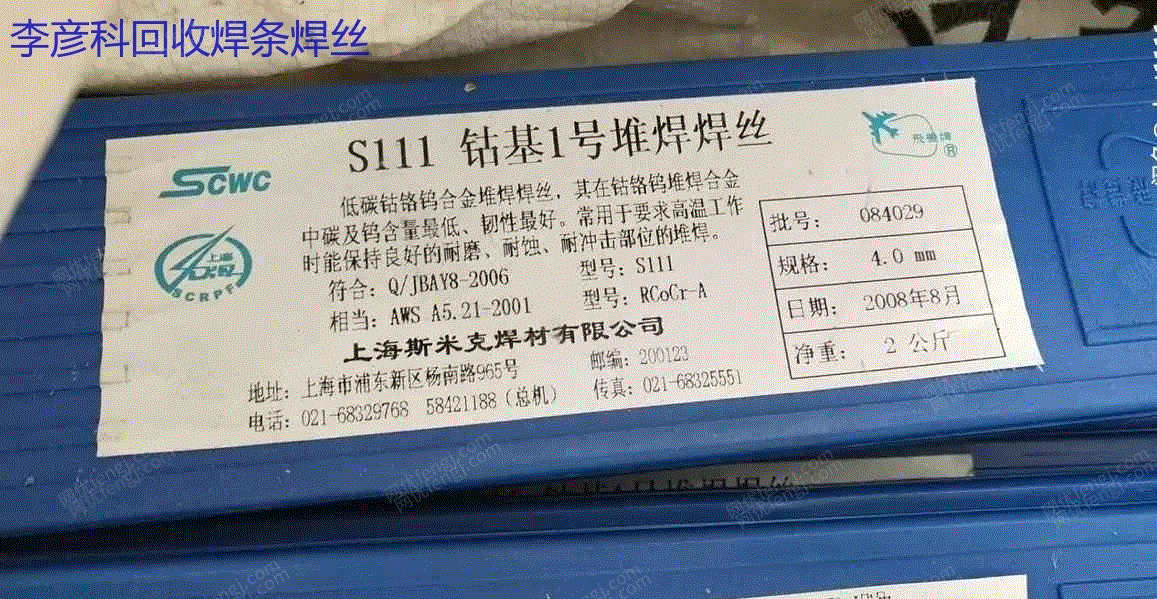 李彦科回收焊条焊丝
S111 钴基1号堆焊焊丝
飛機牌®
SCWC
上海
SCRPF
低碳钴铬钨合金堆焊焊丝，其在钴铬钨堆焊合金
中碳及钨含量最低、韧性最好。常用于要求高温工作
时能保持良好的耐磨、耐蚀、耐冲击部位的堆焊。
符合：Q/JBAY8-2006 型号：S111
相当：AWS A5.21-2001 型号：RCoCr-A
上海斯米克焊材有限公司
地址：上海市浦东新区杨南路965号 邮编：200123
电话：021-68329768 58421188（总机） 传真：021-68325551
批号： 084029
规格： 4.0 mm
日期： 2008年8月
净重： 2 公斤